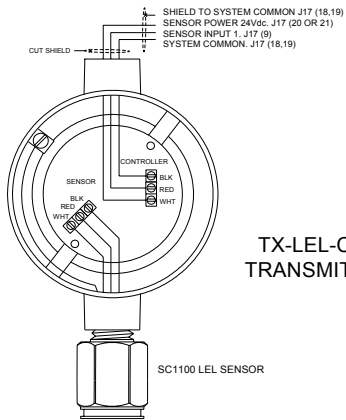 SHIELD TO SYSTEM COMMON J17 (18,19)
SENSOR POWER 24Vdc. J17 (20 OR 21)
SENSOR INPUT 1. J17 (9)
SYSTEM COMMON. J17 (18,19)
CUT SHIELD
CONTROLLER
SENSOR
BLK
RED
WHT
BLK
RED
WHT
TX-LEL-C
TRANSMIT
SC1100 LEL SENSOR